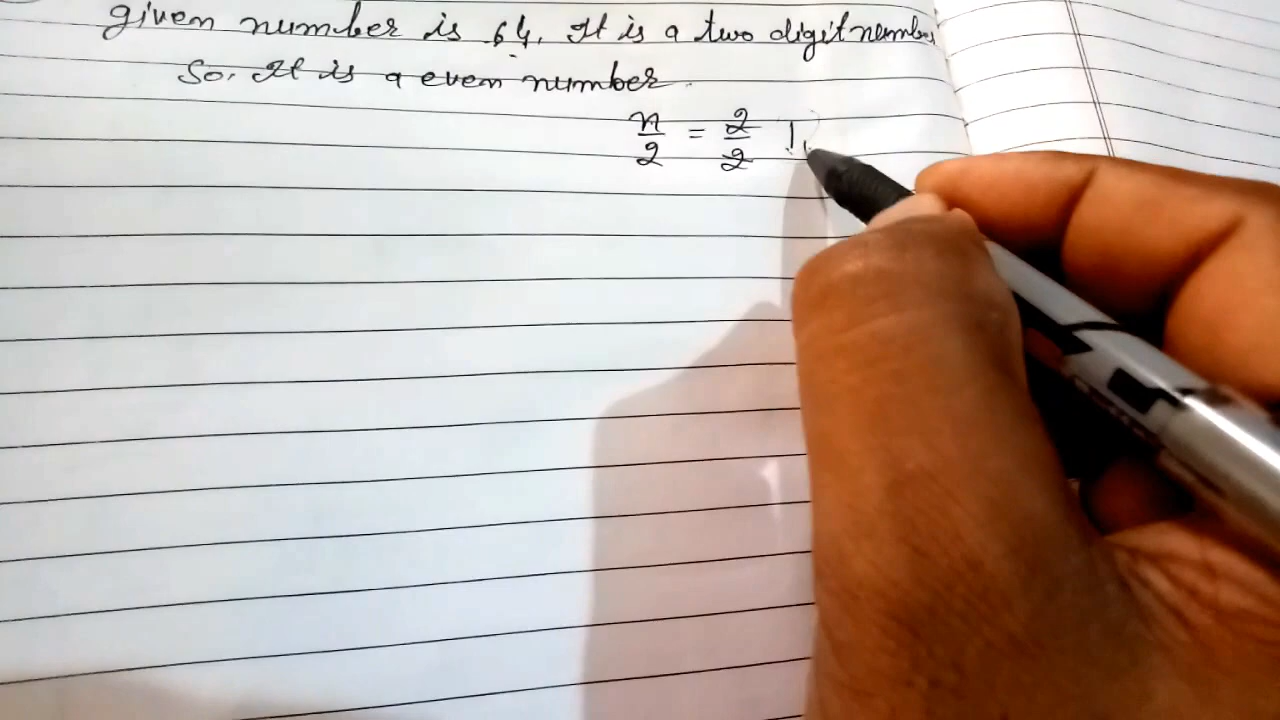 given number is 64. It is a two digit number
So, It is a even number.
n/2 = 2/2